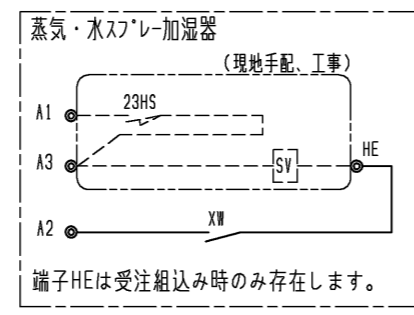 蒸気・水スプレー加湿器
(現地手配、工事)
23HS
A1
HE
A3
SV
XW
A2
端子HEは受注組込み時のみ存在します。